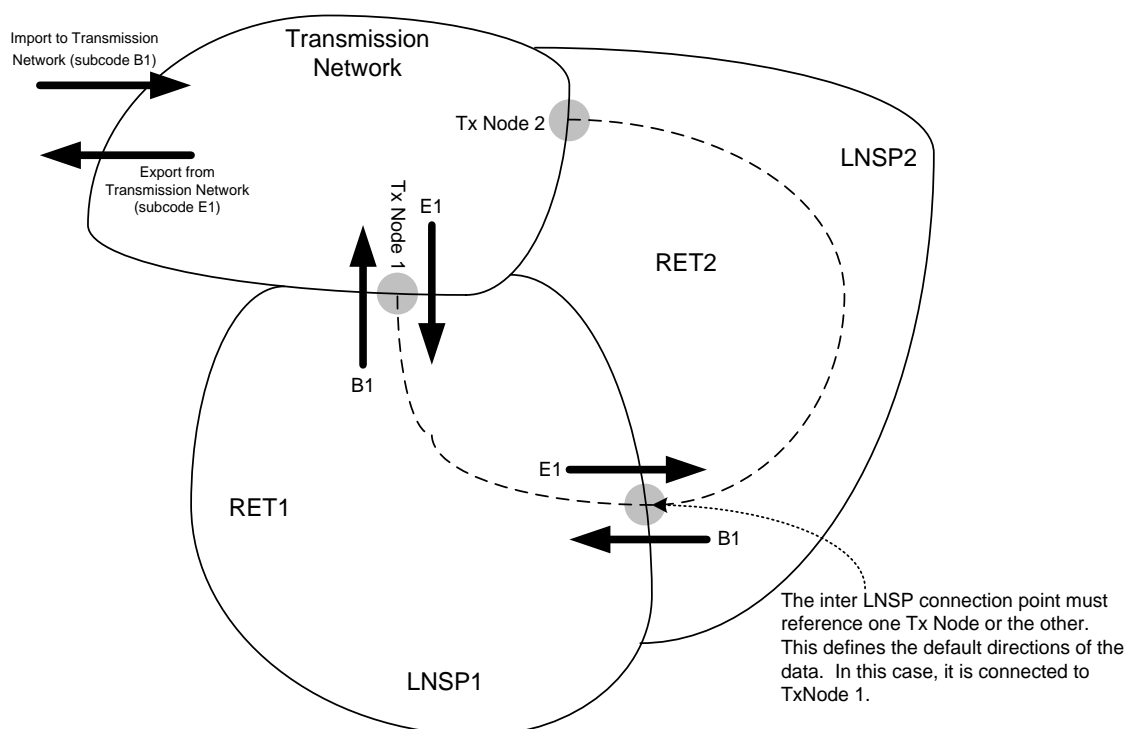 Import to Transmission
Network (subcode B1)
Transmission
Network
Export from
Transmission Network
(subcode E1)
Tx Node 2
LNSP2
Tx Node 1
E1
B1
RET2
E1
B1
RET1
LNSP1
The inter LNSP connection point must
reference one Tx Node or the other.
This defines the default directions of the
data.  In this case, it is connected to
TxNode 1.